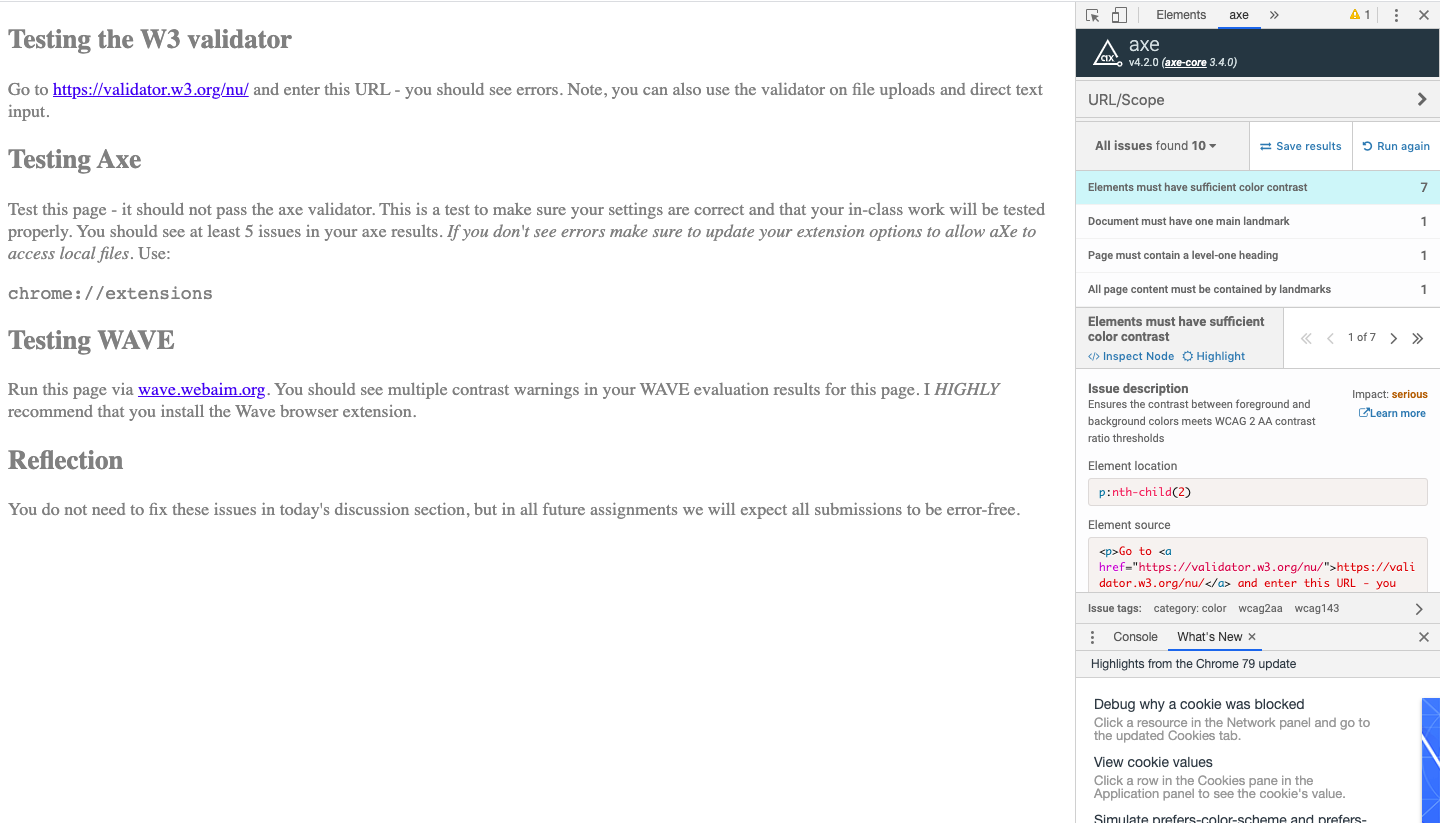 Testing the W3 validator
Go to https://validator.w3.org/nu/ and enter this URL - you should see errors. Note, you can also use the validator on file uploads and direct text
input.
Testing Axe
Test this page - it should not pass the axe validator. This is a test to make sure your settings are correct and that your in-class work will be tested
properly. You should see at least 5 issues in your axe results. If you don't see errors make sure to update your extension options to allow aXe to
access local files. Use:
chrome://extensions
Testing WAVE
Run this page via wave.webaim.org. You should see multiple contrast warnings in your WAVE evaluation results for this page. I HIGHLY
recommend that you install the Wave browser extension.
Reflection
You do not need to fix these issues in today's discussion section, but in all future assignments we will expect all submissions to be error-free.
Elements axe » 1
axe
v4.2.0 (axe-core 3.4.0)
URL/Scope
All issues found 10 Save results Run again
Elements must have sufficient color contrast 7
Document must have one main landmark 1
Page must contain a level-one heading 1
All page content must be contained by landmarks 1
Elements must have sufficient
color contrast
1 of 7
</> Inspect Node Highlight
Issue description
Impact: serious
Learn more
Ensures the contrast between foreground and
background colors meets WCAG 2 AA contrast
ratio thresholds
Element location
p:nth-child(2)
Element source
<p>Go to <a
href="https://validator.w3.org/nu/">https://vali
dator.w3.org/nu/</a> and enter this URL - you
Issue tags: category: color wcag2aa wcag143
Console What's New
Highlights from the Chrome 79 update
Debug why a cookie was blocked
Click a resource in the Network panel and go to
the updated Cookies tab.
View cookie values
Click a row in the Cookies pane in the
Application panel to see the cookie's value.
Simulate prefers-color-scheme and prefers-